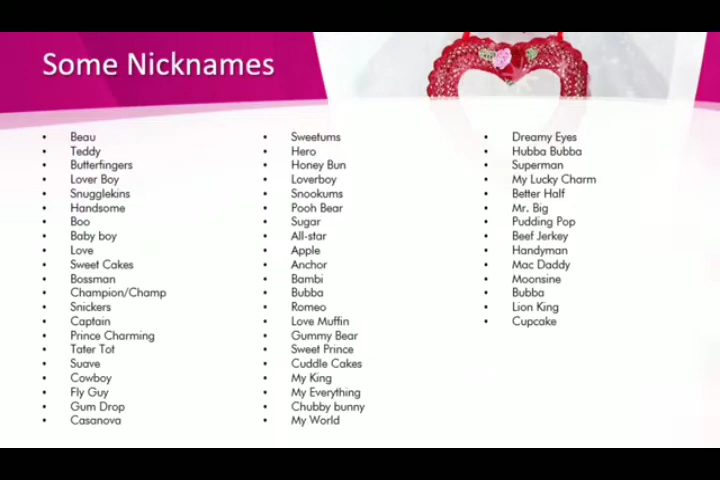 Some Nicknames
• Beau
• Teddy
• Butterfingers
• Lover Boy
• Snugglekins
• Handsome
• Boo
• Baby boy
• Love
• Sweet Cakes
• Bossman
• Champion/Champ
• Snickers
• Captain
• Prince Charming
• Tater Tot
• Suave
• Cowboy
• Fly Guy
• Gum Drop
• Casanova
• Sweetums
• Hero
• Honey Bun
• Loverboy
• Snookums
• Pooh Bear
• Sugar
• All-star
• Apple
• Anchor
• Bambi
• Bubba
• Romeo
• Love Muffin
• Gummy Bear
• Sweet Prince
• Cuddle Cakes
• My King
• My Everything
• Chubby bunny
• My World
• Dreamy Eyes
• Hubba Bubba
• Superman
• My Lucky Charm
• Better Half
• Mr. Big
• Pudding Pop
• Beef Jerkey
• Handyman
• Mac Daddy
• Moonsine
• Bubba
• Lion King
• Cupcake